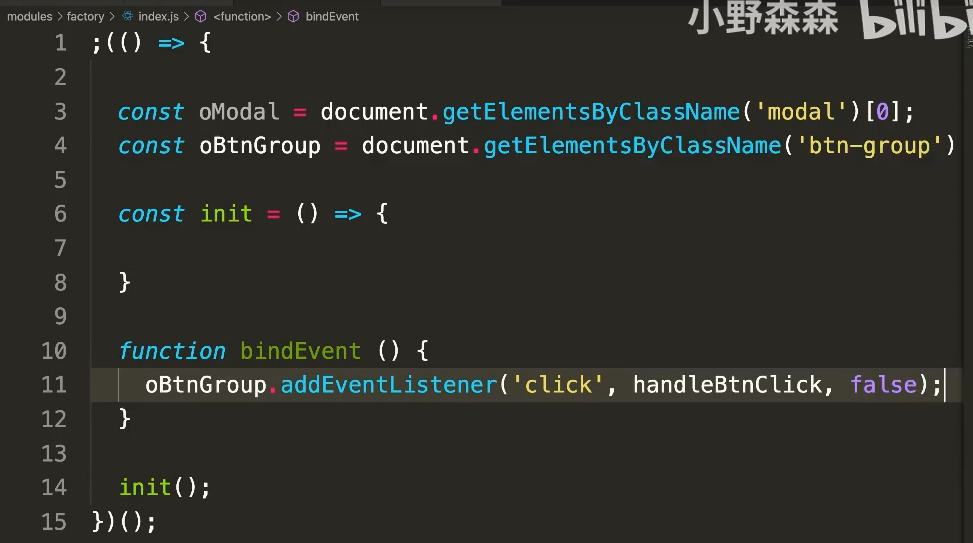 modules > factory > index.js > <function> > bindEvent
小野森森 bilibi
1 ;(() => {
2
3 const oModal = document.getElementsByClassName('modal')[0];
4 const oBtnGroup = document.getElementsByClassName('btn-group')
5
6 const init = () => {
7
8 }
9
10 function bindEvent () {
11 oBtnGroup.addEventListener('click', handleBtnClick, false);
12 }
13
14 init();
15 })();